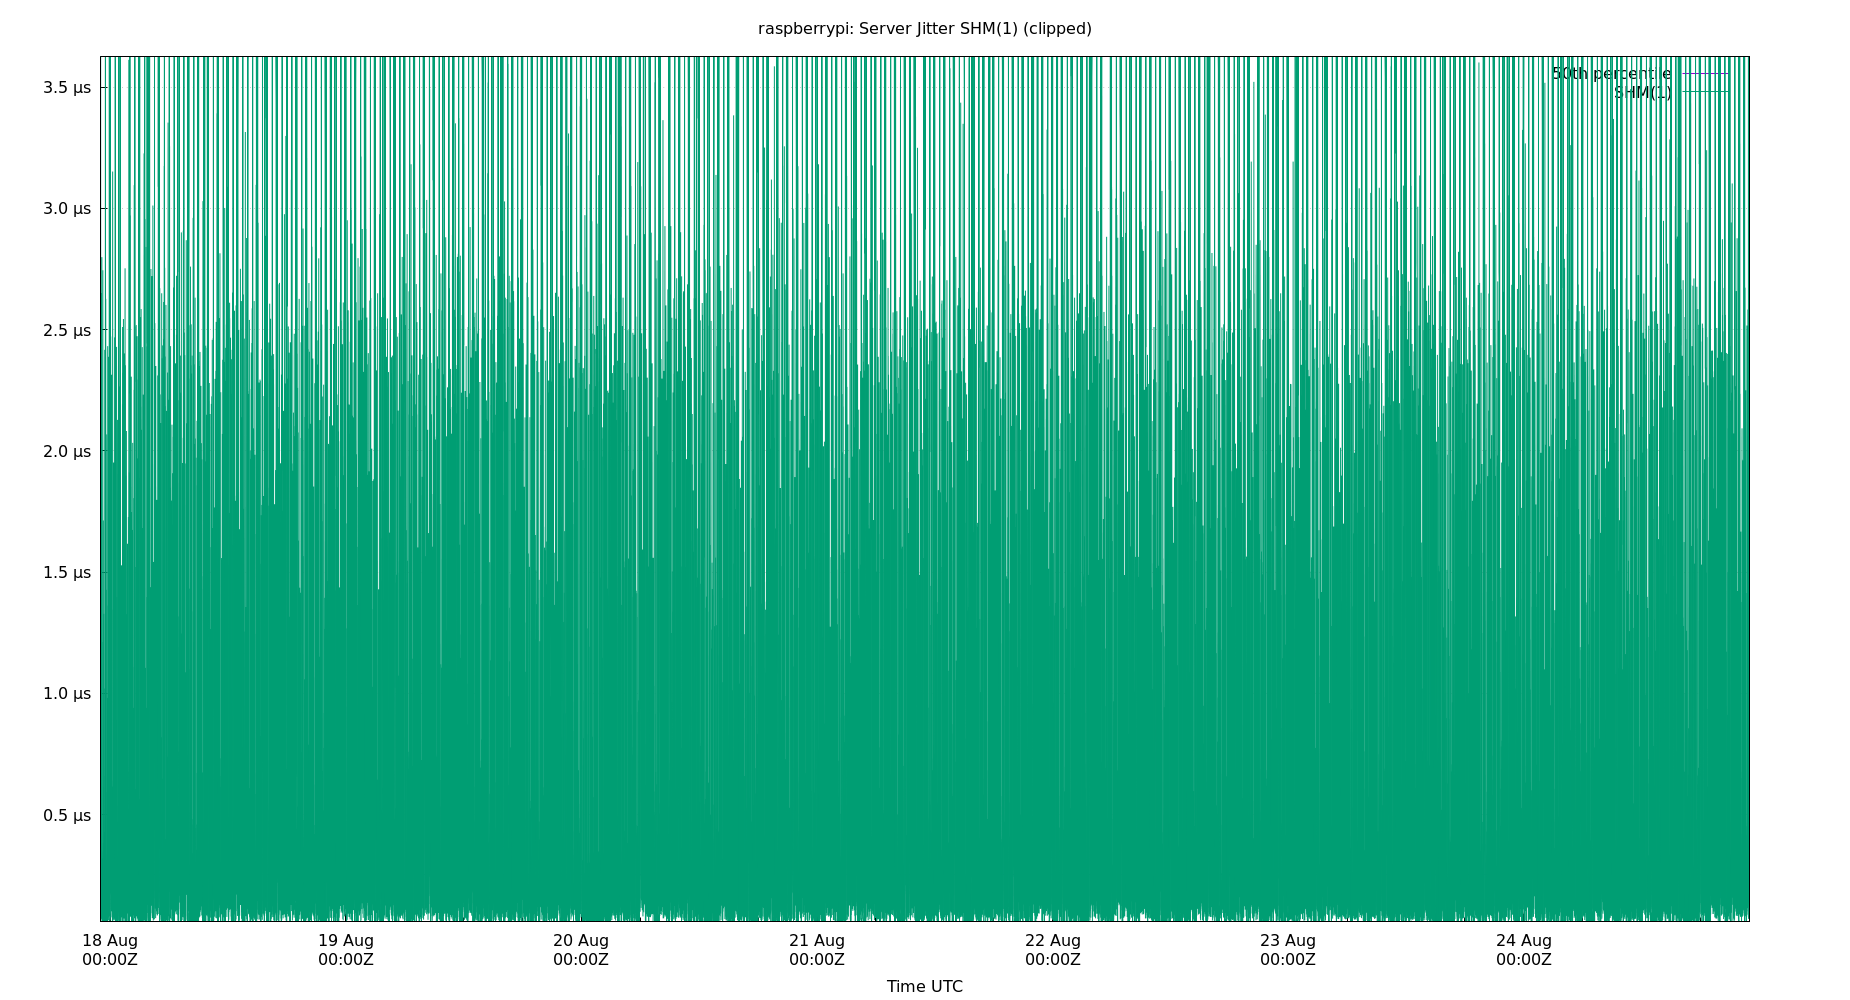 raspberrypi: Server Jitter SHM(1) (clipped)
50th percentile
SHM(1)
3.5 µs
3.0 µs
2.5 µs
2.0 µs
1.5 µs
1.0 µs
0.5 µs
18 Aug 19 Aug 20 Aug 21 Aug 22 Aug 23 Aug 24 Aug
00:00Z 00:00Z 00:00Z 00:00Z 00:00Z 00:00Z 00:00Z
Time UTC